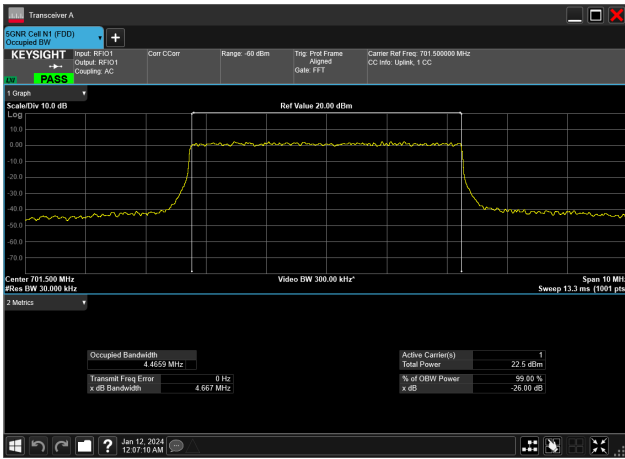 Transceiver A
5GNR Cell N1 (FDD)
Occupied BW
KEYSIGHT
LXI
PASS
Input: RFIO1
Output: RFIO1
Coupling: AC
Corr CCorr
Range: -60 dBm
Trig: Prot Frame
Aligned
Gate: FFT
Carrier Ref Freq: 701.500000 MHz
CC Info: Uplink, 1 CC
1 Graph
Scale/Div 10.0 dB
Ref Value 20.00 dBm
Log
10.0
0.00
-10.0
-20.0
-30.0
-40.0
-50.0
-60.0
-70.0
Center 701.500 MHz
Video BW 300.00 kHz*
Span 10 MH
#Res BW 30.000 kHz
Sweep 13.3 ms (1001 pts
2 Metrics
Occupied Bandwidth
4.4659 MHz
Transmit Freq Error 0 Hz
x dB Bandwidth 4.667 MHz
Active Carrier(s) 1
Total Power 22.5 dBm
% of OBW Power 99.00 %
x dB -26.00 dB
Jan 12, 2024
12:07:10 AM